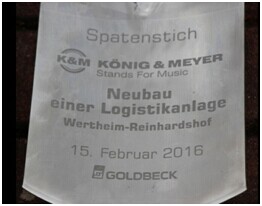 Spatenstich
K&M KÖNIG & MEYER
Stands For Music
Neubau
einer Logistikanlage
Wertheim-Reinhardshof
15. Februar 2016
GOLDBECK